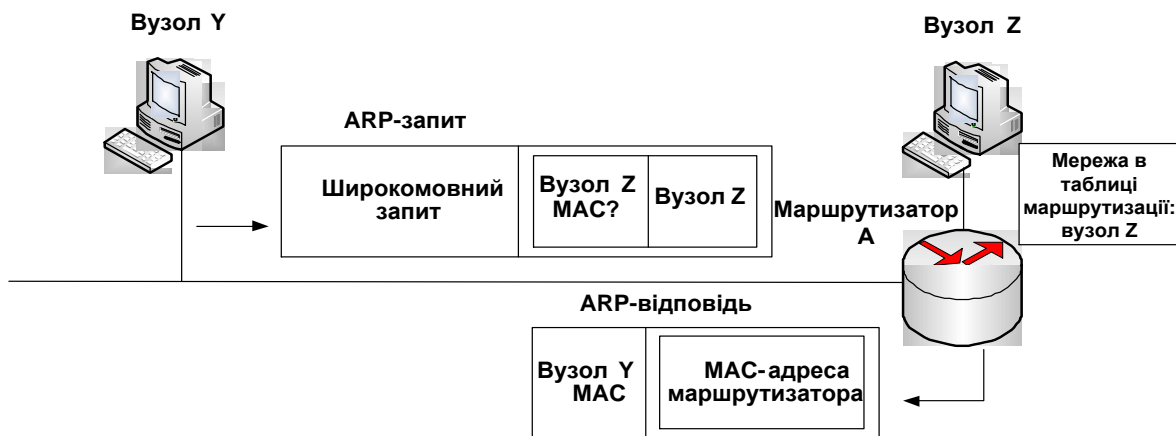 Вузол Y
Вузол Z
ARP-запит
Широкомовний
запит
Вузол Z
MAC?
Вузол Z
Маршрутизатор
А
Мережа в
таблиці
маршрутизації:
вузол Z
ARP-відповідь
Вузол Y
MAC
MAC-адреса
маршрутизатора